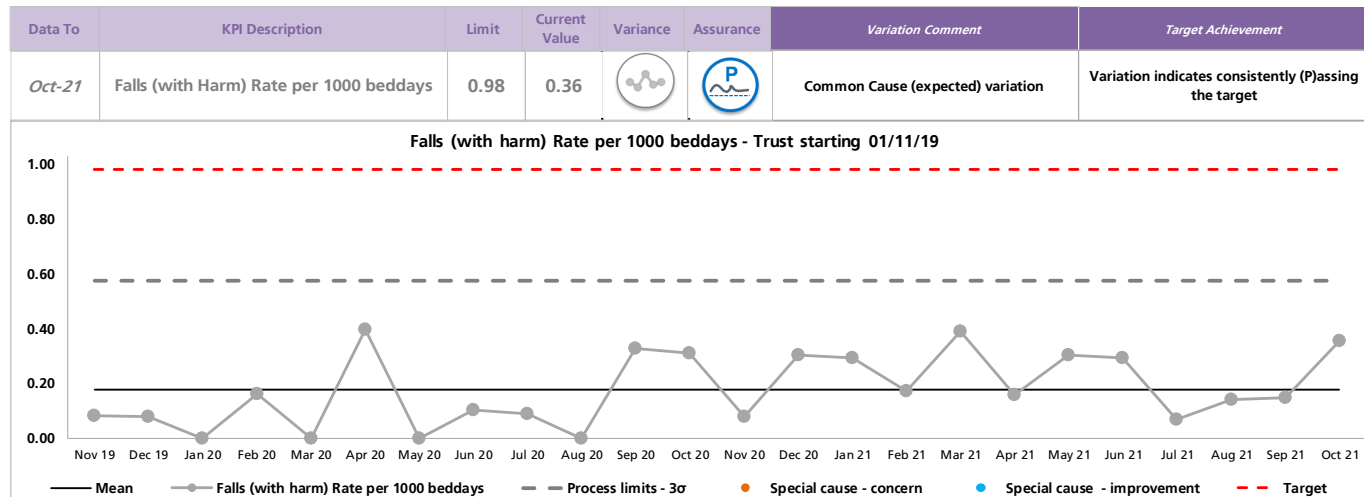 Data To KPI Description Limit Current Value Variance Assurance Variation Comment Target Achievement
Oct-21 Falls (with Harm) Rate per 1000 beddays 0.98 0.36 P Common Cause (expected) variation Variation indicates consistently (P)assing the target
Falls (with harm) Rate per 1000 beddays - Trust starting 01/11/19
1.00
0.80
0.60
0.40
0.20
0.00
Nov 19 Dec 19 Jan 20 Feb 20 Mar 20 Apr 20 May 20 Jun 20 Jul 20 Aug 20 Sep 20 Oct 20 Nov 20 Dec 20 Jan 21 Feb 21 Mar 21 Apr 21 May 21 Jun 21 Jul 21 Aug 21 Sep 21 Oct 21
Mean Falls (with harm) Rate per 1000 beddays Process limits - 3σ Special cause - concern Special cause - improvement Target